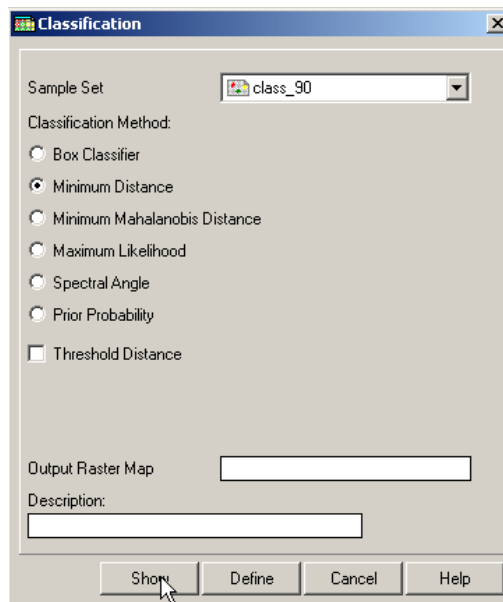 Classification
Sample Set class_90
Classification Method:
Box Classifier
Minimum Distance
Minimum Mahalanobis Distance
Maximum Likelihood
Spectral Angle
Prior Probability
Threshold Distance
Output Raster Map
Description:
Show Define Cancel Help